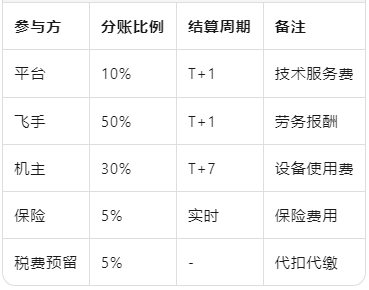 参与方 分账比例 结算周期 备注
平台 10% T+1 技术服务费
飞手 50% T+1 劳务报酬
机主 30% T+7 设备使用费
保险 5% 实时 保险费用
税费预留 5% - 代扣代缴